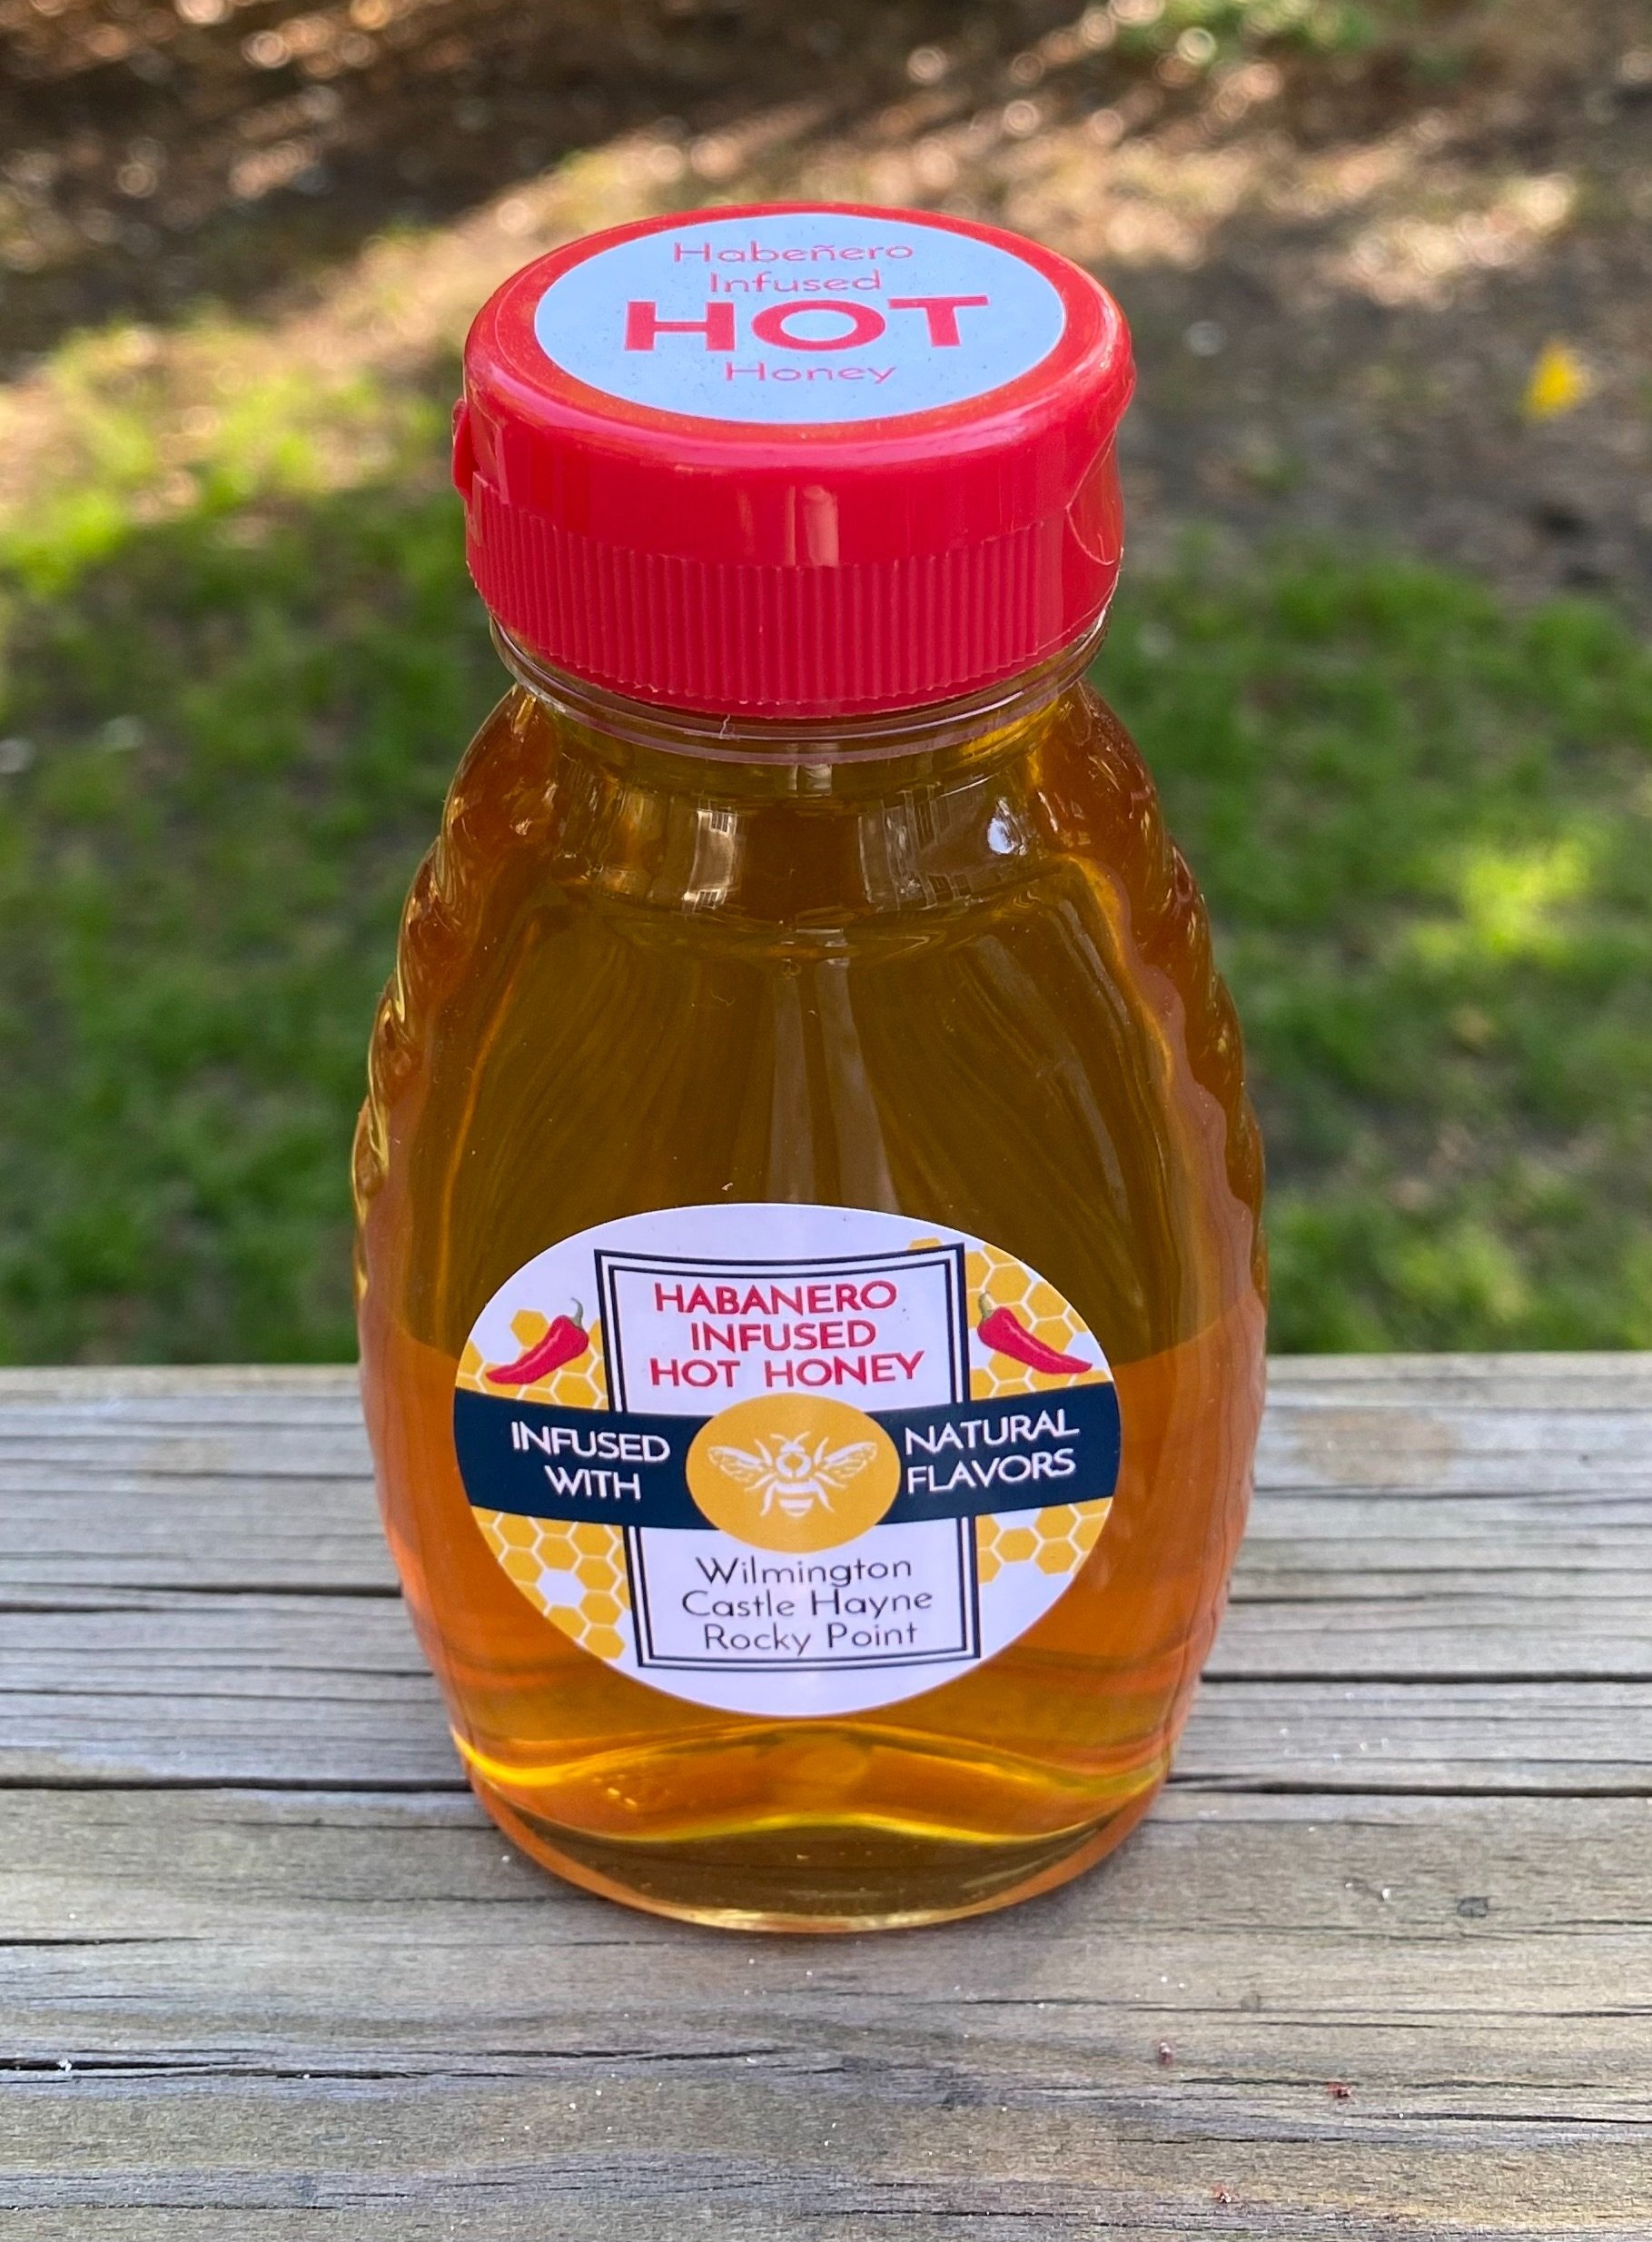 Habeñero
Infused
HOT
Honey
HABANERO
INFUSED
HOT HONEY
INFUSED
WITH
NATURAL
FLAVORS
Wilmington
Castle Hayne
Rocky Point